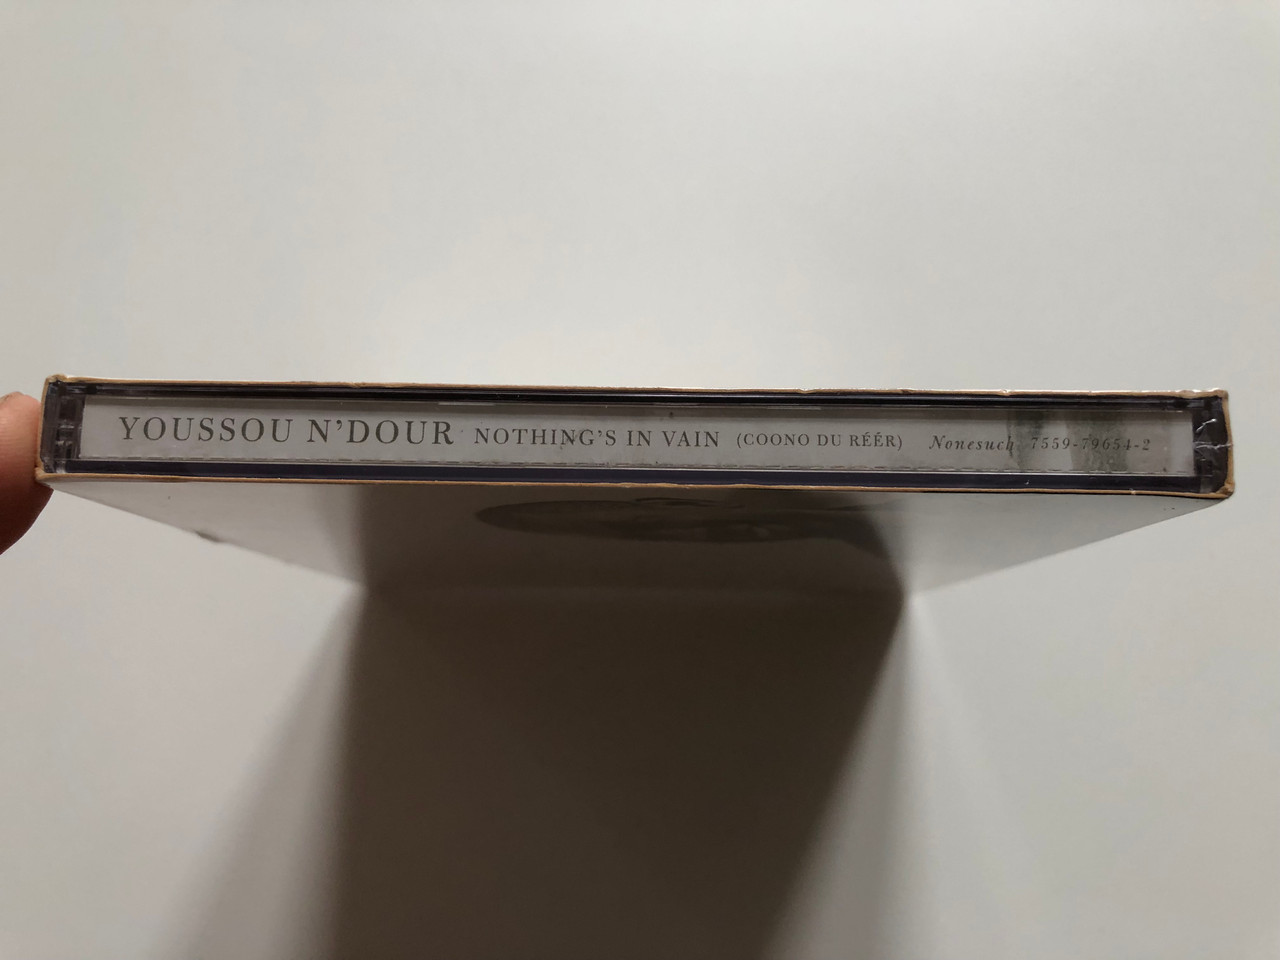 YOUSSOU N'DOUR NOTHING'S IN VAIN (COONO DU RÉÉR) Nonesuch 7559-79654-2